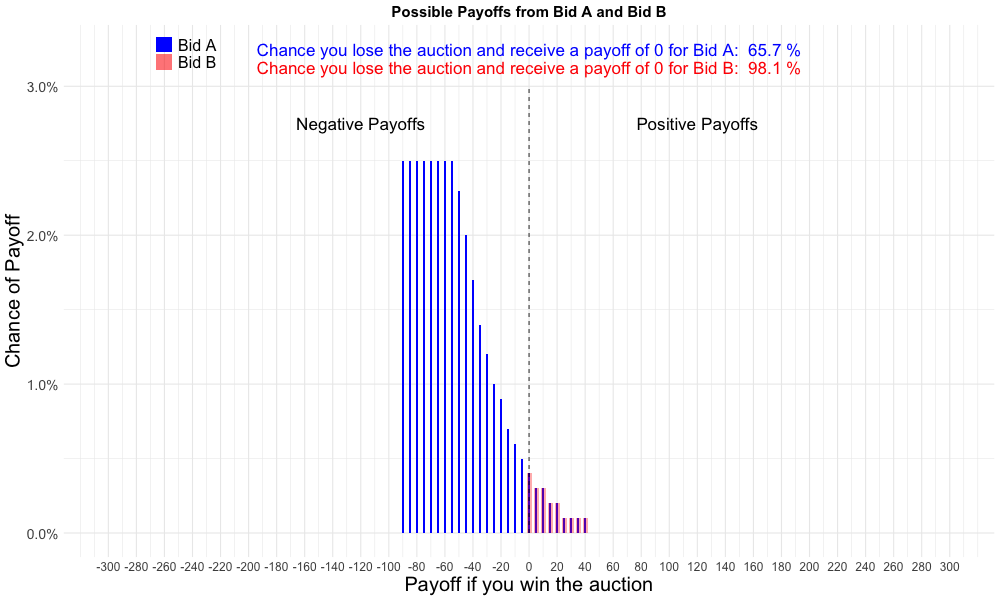 Possible Payoffs from Bid A and Bid B
Bid A
Bid B
Chance you lose the auction and receive a payoff of 0 for Bid A:  65.7 %
Chance you lose the auction and receive a payoff of 0 for Bid B:  98.1 %
Negative Payoffs
Positive Payoffs
Chance of Payoff
3.0%
2.0%
1.0%
0.0%
-300 -280 -260 -240 -220 -200 -180 -160 -140 -120 -100 -80 -60 -40 -20 0 20 40 60 80 100 120 140 160 180 200 220 240 260 280 300
Payoff if you win the auction